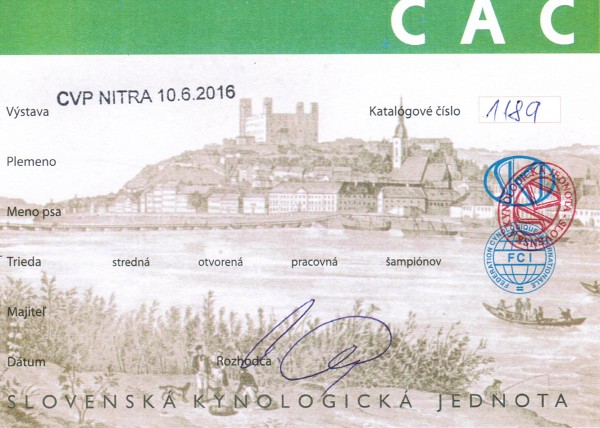 CAC
Výstava CVP NITRA 10.6.2016 Katalógové číslo 1189
Plemeno
Meno psa
Trieda stredná otvorená pracovná šampiónov
FCI
Majiteľ
Dátum Rozhodca
SLOVENSKÁ KYNOLOGICKÁ JEDNOTA